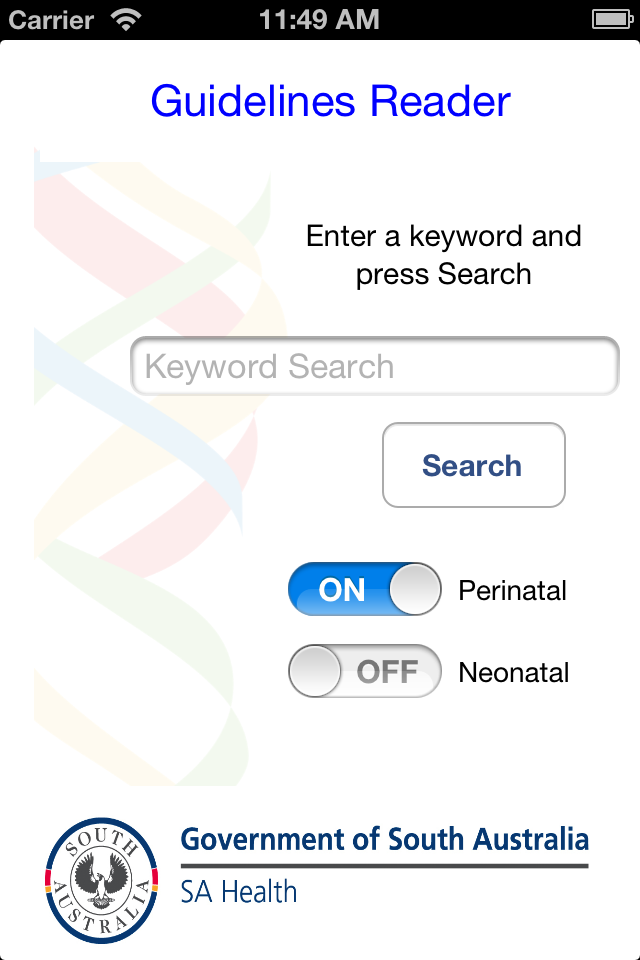 Carrier 11:49 AM
Guidelines Reader
Enter a keyword and
press Search
Keyword Search
Search
ON Perinatal
OFF Neonatal
SOUTH AUSTRALIA
Government of South Australia
SA Health